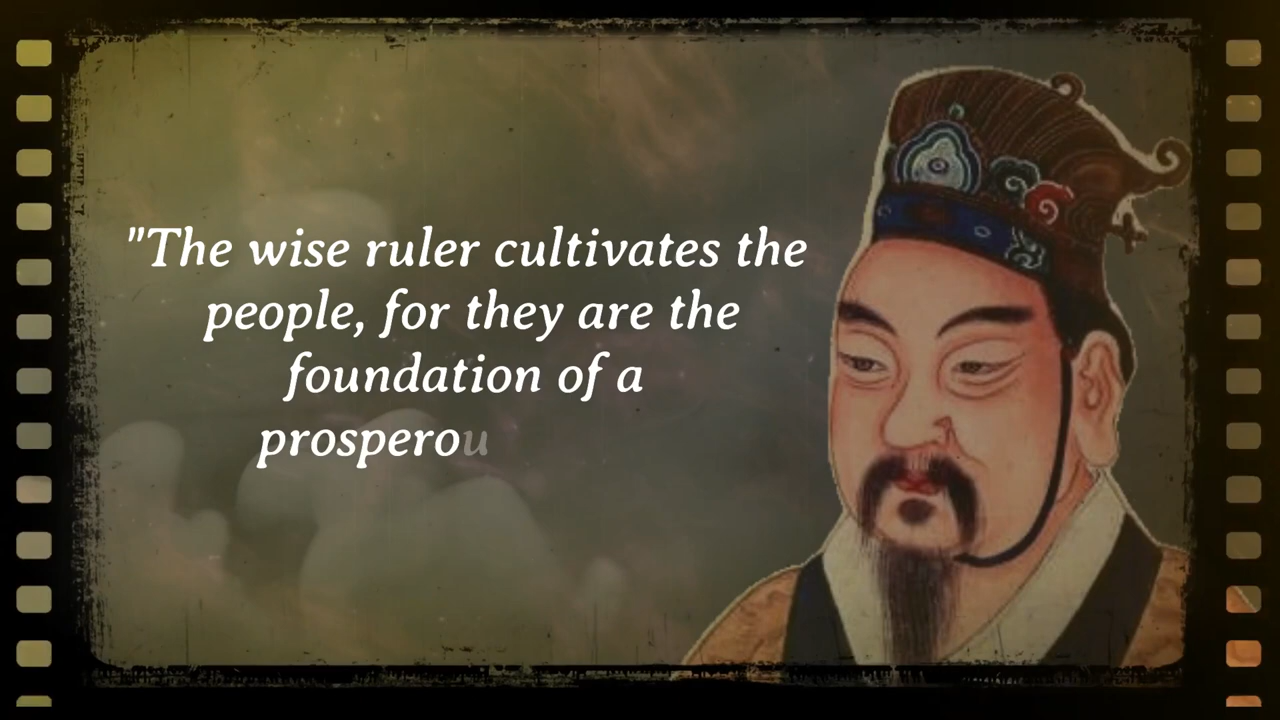 "The wise ruler cultivates the
people, for they are the
foundation of a
prosperou